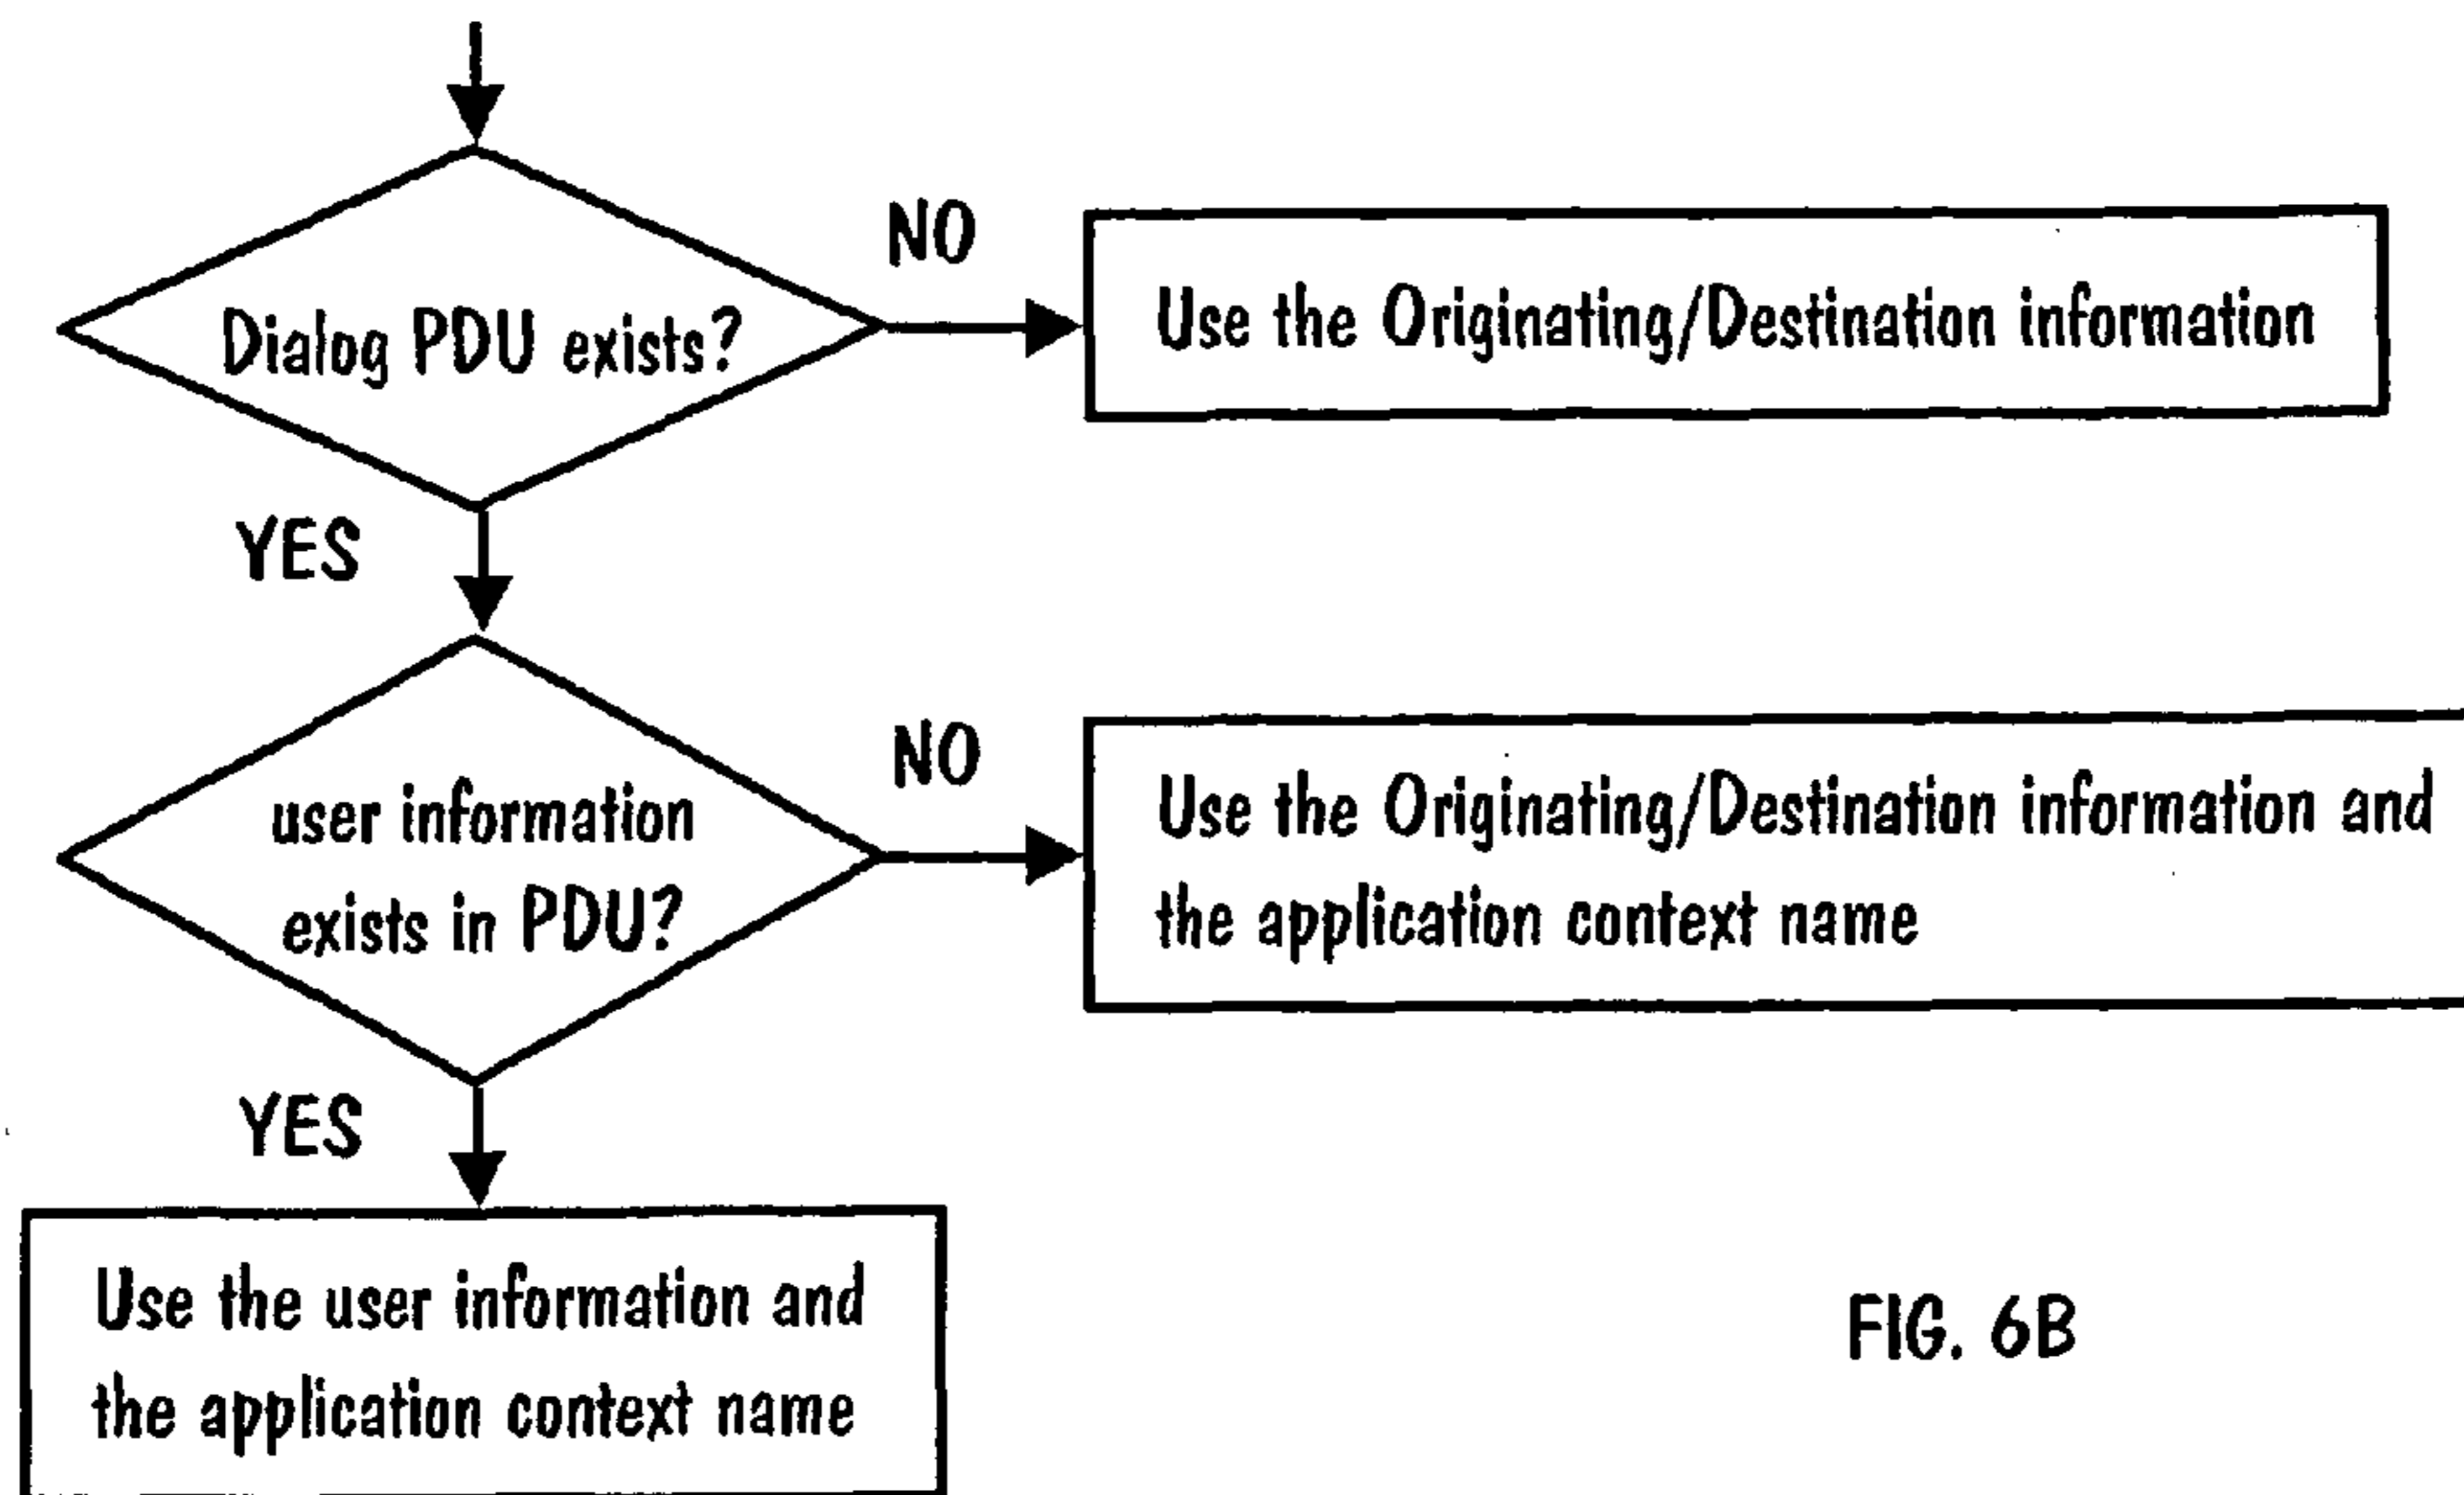 NO
Dialog PDU exists?
Use the Originating/Destination information
YES
NO
user information
exists in PDU?
Use the Originating/Destination information and
the application context name
YES
Use the user information and
the application context name
FIG. 6B